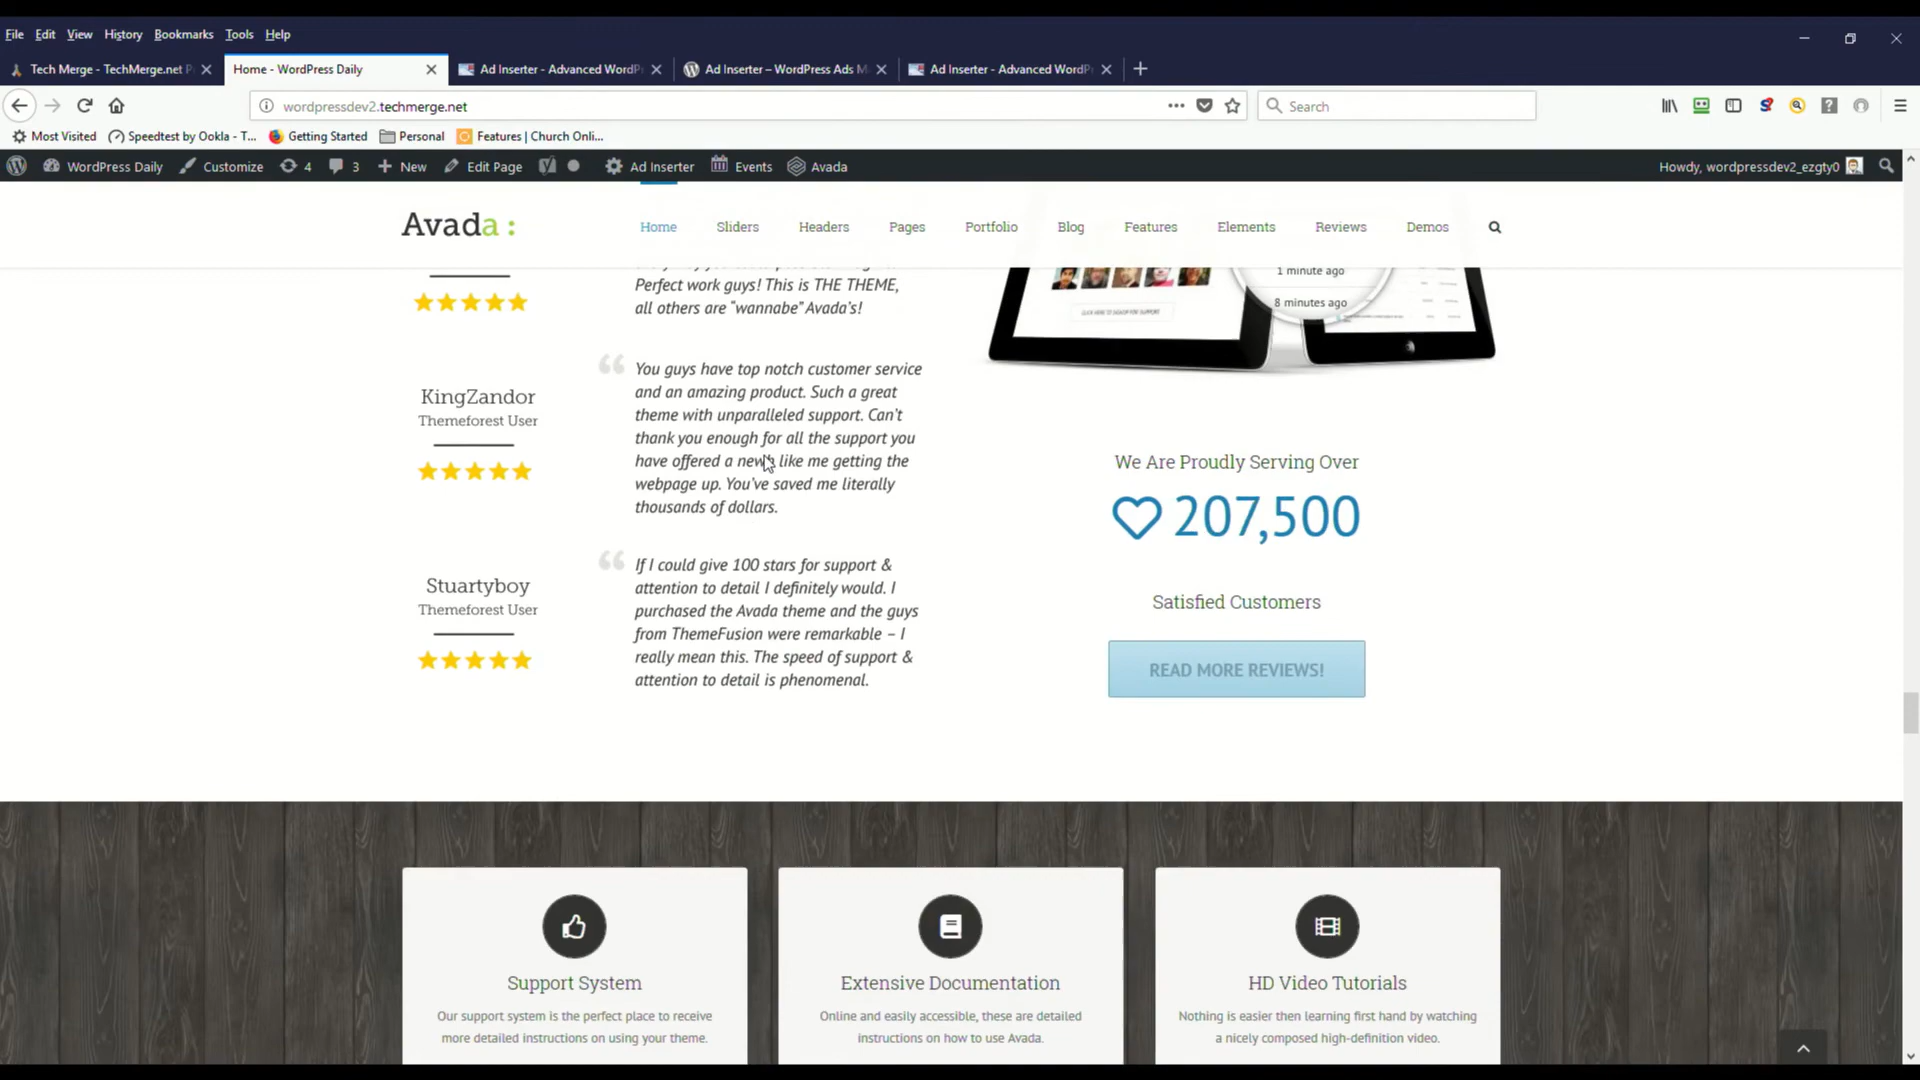 File Edit View History Bookmarks Tools Help
Tech Merge - TechMerge.net P
Home - WordPress Daily
Ad Inserter - Advanced WordP
Ad Inserter – WordPress Ads M
Ad Inserter - Advanced WordP
wordpressdev2.techmerge.net
Search
Most Visited
Speedtest by Ookla - T...
Getting Started
Personal
Features | Church Onli...
WordPress Daily
Customize
4
3
New
Edit Page
Ad Inserter
Events
Avada
Howdy, wordpressdev2_ezgty0
Avada :
Home Sliders Headers Pages Portfolio Blog Features Elements Reviews Demos
Perfect work guys! This is THE THEME,
all others are “wannabe” Avada’s!
1 minute ago
8 minutes ago
KingZandor
Themeforest User
You guys have top notch customer service
and an amazing product. Such a great
theme with unparalleled support. Can’t
thank you enough for all the support you
have offered a newb like me getting the
webpage up. You’ve saved me literally
thousands of dollars.
Stuartyboy
Themeforest User
If I could give 100 stars for support &
attention to detail I definitely would. I
purchased the Avada theme and the guys
from ThemeFusion were remarkable – I
really mean this. The speed of support &
attention to detail is phenomenal.
We Are Proudly Serving Over
207,500
Satisfied Customers
READ MORE REVIEWS!
Support System
Our support system is the perfect place to receive
more detailed instructions on using your theme.
Extensive Documentation
Online and easily accessible, these are detailed
instructions on how to use Avada.
HD Video Tutorials
Nothing is easier then learning first hand by watching
a nicely composed high-definition video.